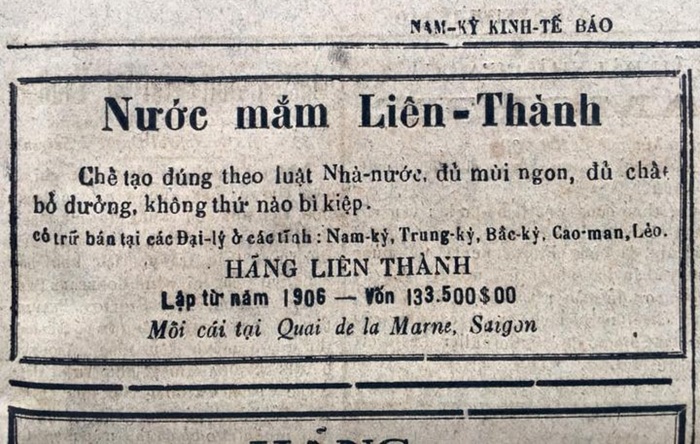 NAM-KỲ KINH-TẾ BÁO
Nước mắm Liên-Thành
Chế tạo đúng theo luật Nhà-nước, đủ mùi ngon, đủ chất
bổ dưỡng, không thứ nào bì kiệp.
có trữ bán tại các Đại-lý ở các tĩnh : Nam-kỳ, Trung-kỳ, Bắc-kỳ, Cao-man, Lèo.
HÃNG LIÊN THÀNH
Lập từ năm 1906 — Vốn 133.500$00
Môi cái tại Quai de la Marne, Saigon
HÃNG